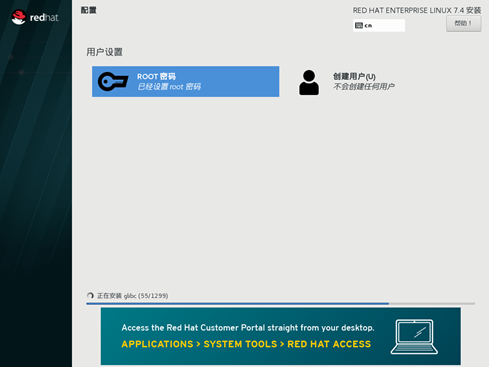 redhat
配置
RED HAT ENTERPRISE LINUX 7.4 安装
cn
帮助！
用户设置
ROOT 密码
已经设置 root 密码
创建用户(U)
不会创建任何用户
正在安装 glibc (55/1299)
Access the Red Hat Customer Portal straight from your desktop.
APPLICATIONS > SYSTEM TOOLS > RED HAT ACCESS